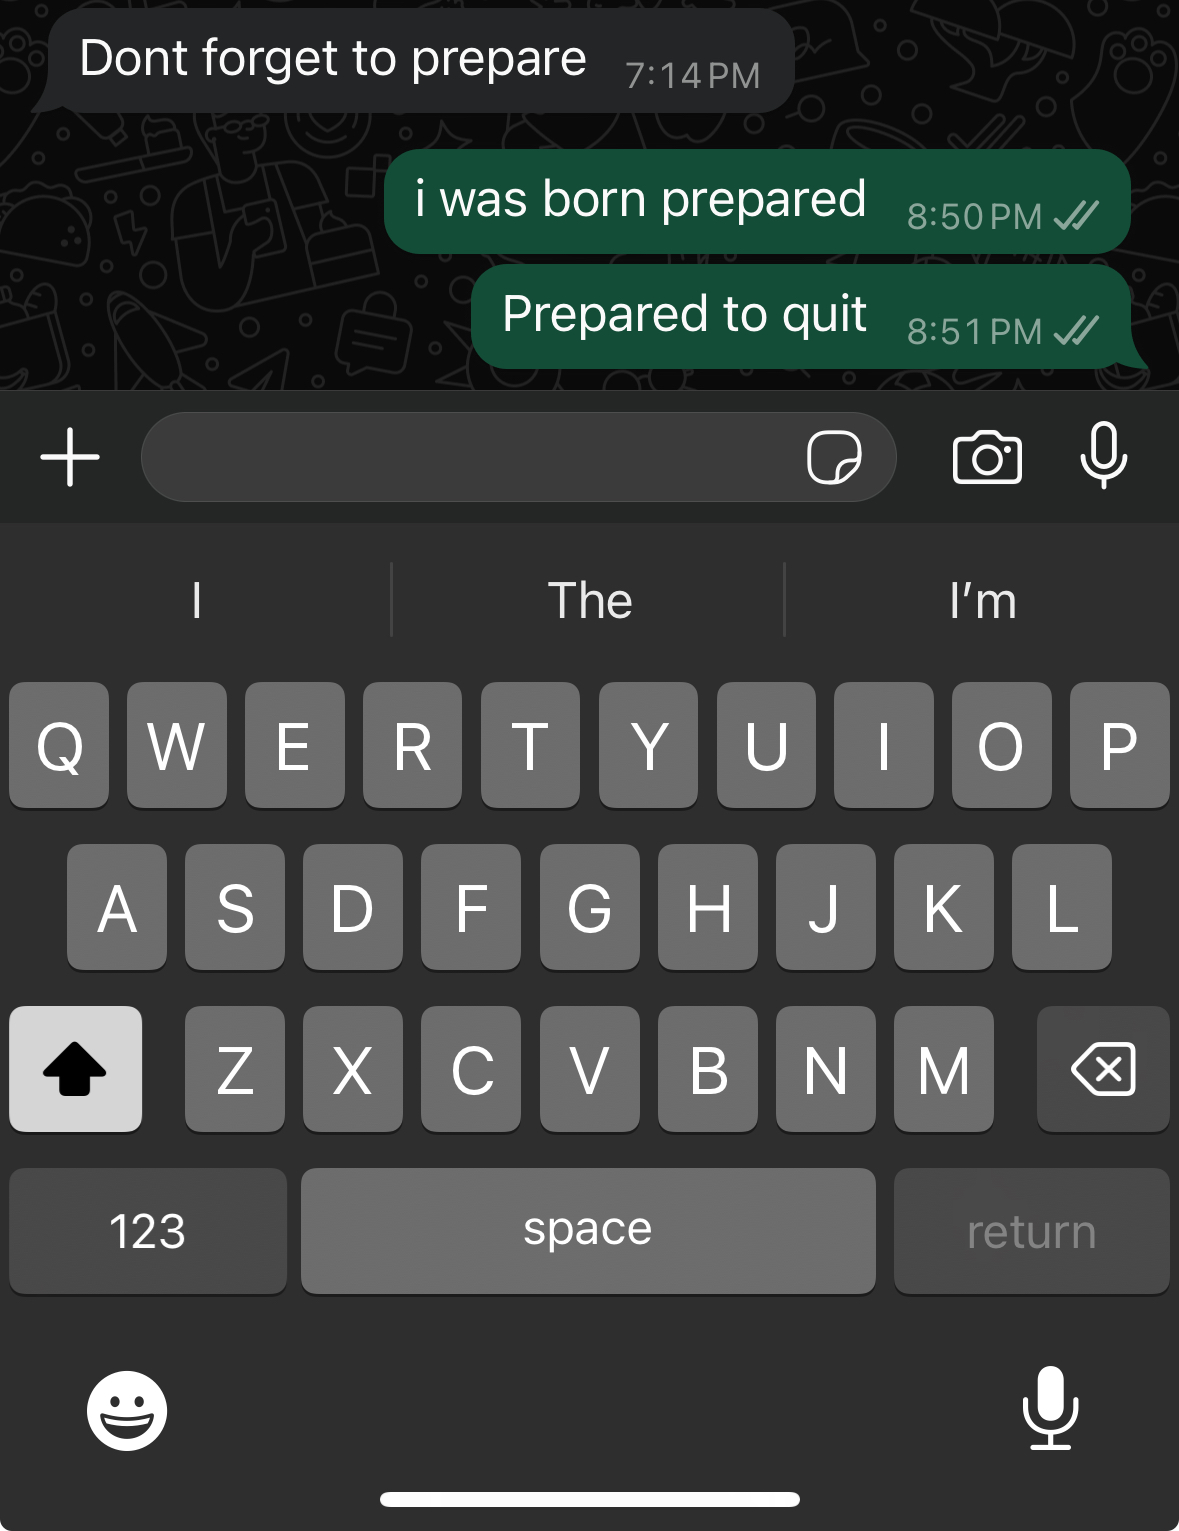 Dont forget to prepare 7:14 PM
i was born prepared 8:50 PM
Prepared to quit 8:51 PM
I The I’m
Q W E R T Y U I O P
A S D F G H J K L
Z X C V B N M
123 space return